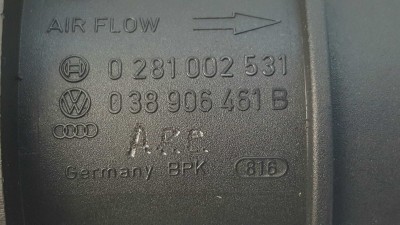 AIR FLOW
0 281 002 531
038 906 461 B
A.R.E.
Germany BPK 816